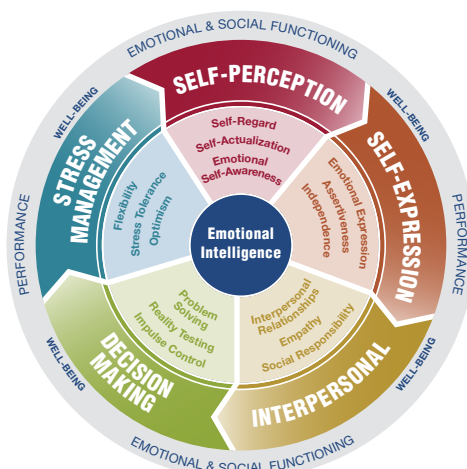 EMOTIONAL & SOCIAL FUNCTIONING
WELL-BEING
PERFORMANCE
WELL-BEING
EMOTIONAL & SOCIAL FUNCTIONING
WELL-BEING
PERFORMANCE
WELL-BEING
SELF-PERCEPTION
Self-Regard
Self-Actualization
Emotional
Self-Awareness
SELF-EXPRESSION
Emotional Expression
Assertiveness
Independence
INTERPERSONAL
Interpersonal
Relationships
Empathy
Social Responsibility
DECISION
MAKING
Problem
Solving
Reality Testing
Impulse Control
STRESS
MANAGEMENT
Flexibility
Stress Tolerance
Optimism
Emotional
Intelligence